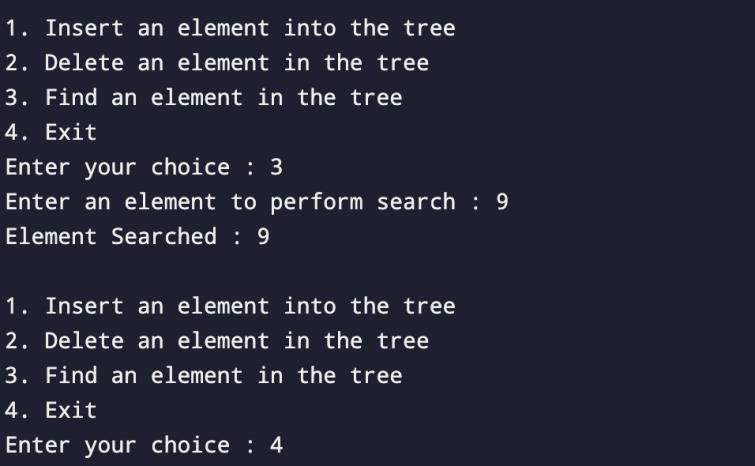 1. Insert an element into the tree
2. Delete an element in the tree
3. Find an element in the tree
4. Exit
Enter your choice : 3
Enter an element to perform search : 9
Element Searched : 9

1. Insert an element into the tree
2. Delete an element in the tree
3. Find an element in the tree
4. Exit
Enter your choice : 4